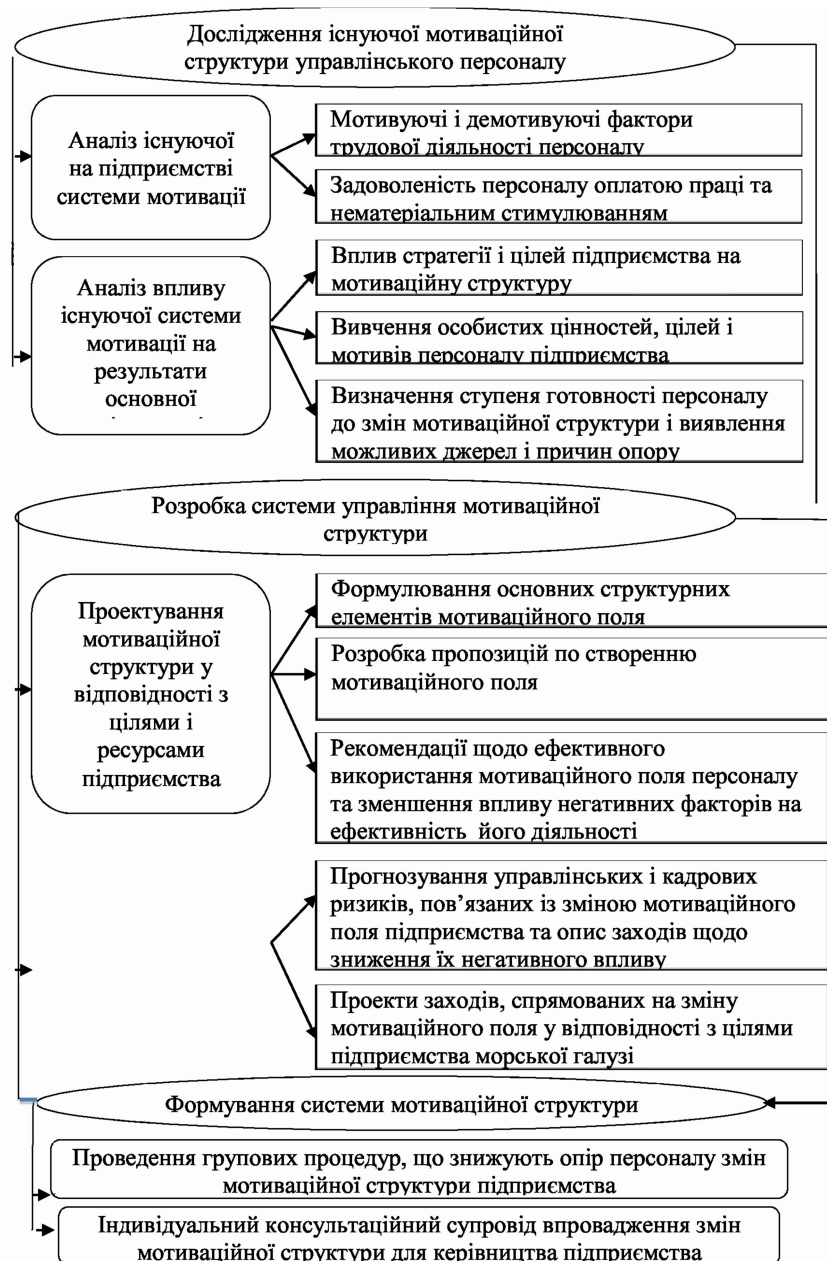 Дослідження існуючої мотиваційної
структури управлінського персоналу
Аналіз існуючої
на підприємстві
системи мотивації
Мотивуючі і демотивуючі фактори
трудової діяльності персоналу
Задоволеність персоналу оплатою праці та
нематеріальним стимулюванням
Аналіз впливу
існуючої системи
мотивації на
результати
основної
Вплив стратегії і цілей підприємства на
мотиваційну структуру
Вивчення особистих цінностей, цілей і
мотивів персоналу підприємства
Визначення ступеня готовності персоналу
до змін мотиваційної структури і виявлення
можливих джерел і причин опору
Розробка системи управління мотиваційної
структури
Проектування
мотиваційної
структури у
відповідності з
цілями і
ресурсами
підприємства
Формулювання основних структурних
елементів мотиваційного поля
Розробка пропозицій по створенню
мотиваційного поля
Рекомендації щодо ефективного
використання мотиваційного поля персоналу
та зменшення впливу негативних факторів на
ефективність його діяльності
Прогнозування управлінських і кадрових
ризиків, пов’язаних із зміною мотиваційного
поля підприємства та опис заходів щодо
зниження їх негативного впливу
Проекти заходів, спрямованих на зміну
мотиваційного поля у відповідності з цілями
підприємства морської галузі
Формування системи мотиваційної структури
Проведення групових процедур, що знижують опір персоналу змін
мотиваційної структури підприємства
Індивідуальний консультаційний супровід впровадження змін
мотиваційної структури для керівництва підприємства